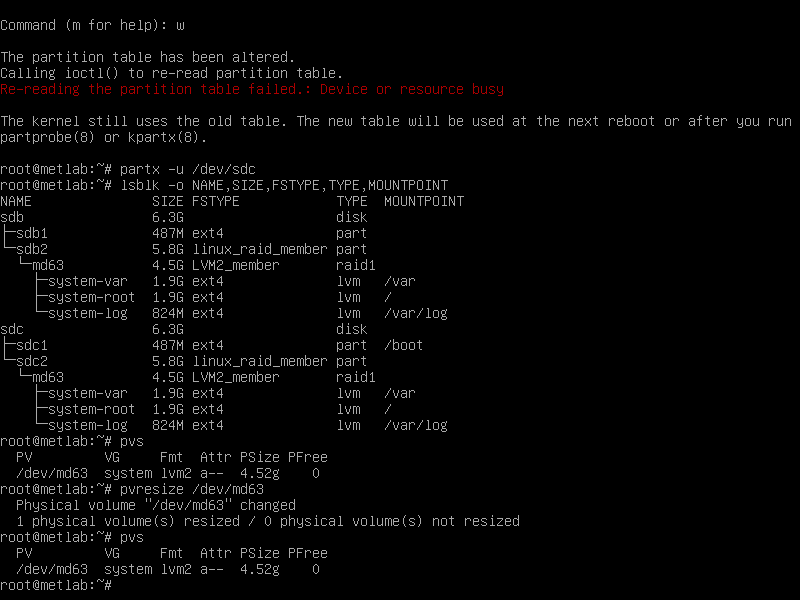 Command (m for help): w
The partition table has been altered.
Calling ioctl() to re-read partition table.
Re-reading the partition table failed.: Device or resource busy
The kernel still uses the old table. The new table will be used at the next reboot or after you run
partprobe(8) or kpartx(8).
root@metlab:~# partx -u /dev/sdc
root@metlab:~# lsblk -o NAME,SIZE,FSTYPE,TYPE,MOUNTPOINT
NAME                SIZE FSTYPE            TYPE  MOUNTPOINT
sdb                 6.3G                   disk
├─sdb1              487M ext4              part
└─sdb2              5.8G linux_raid_member part
  └─md63            4.5G LVM2_member       raid1
    ├─system-var    1.9G ext4              lvm   /var
    ├─system-root   1.9G ext4              lvm   /
    └─system-log    824M ext4              lvm   /var/log
sdc                 6.3G                   disk
├─sdc1              487M ext4              part  /boot
└─sdc2              5.8G linux_raid_member part
  └─md63            4.5G LVM2_member       raid1
    ├─system-var    1.9G ext4              lvm   /var
    ├─system-root   1.9G ext4              lvm   /
    └─system-log    824M ext4              lvm   /var/log
root@metlab:~# pvs
  PV         VG     Fmt  Attr PSize PFree
  /dev/md63  system lvm2 a--  4.52g    0
root@metlab:~# pvresize /dev/md63
  Physical volume "/dev/md63" changed
  1 physical volume(s) resized / 0 physical volume(s) not resized
root@metlab:~# pvs
  PV         VG     Fmt  Attr PSize PFree
  /dev/md63  system lvm2 a--  4.52g    0
root@metlab:~#